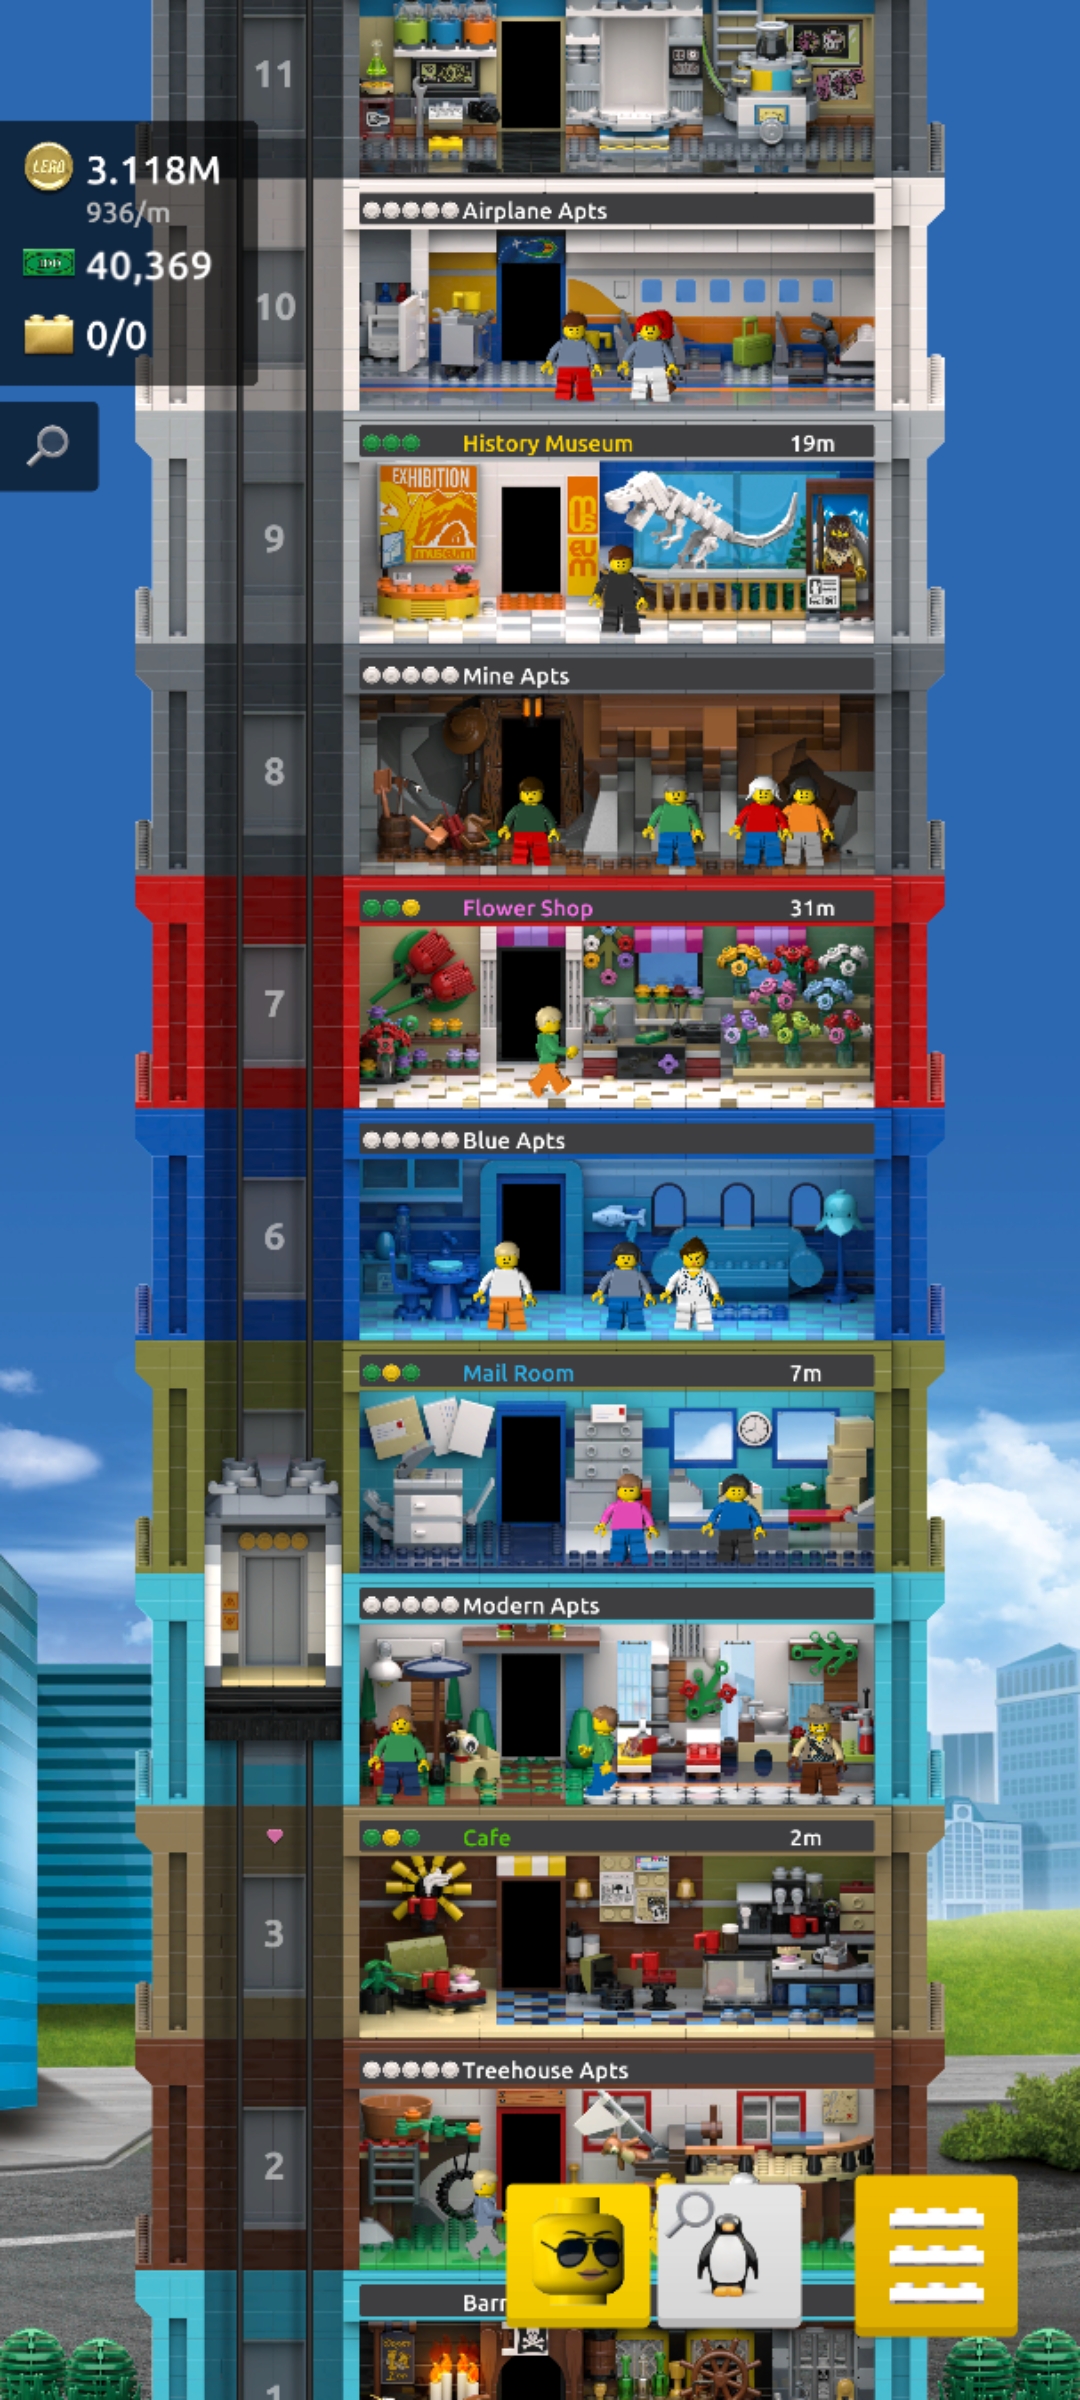 11
LEGO 3.118M
936/m
Airplane Apts
40,369
10
0/0
History Museum 19m
EXHIBITION
9
MUSEUM
museum
Mine Apts
8
Flower Shop 31m
7
Blue Apts
6
Mail Room 7m
Modern Apts
Cafe 2m
3
Treehouse Apts
2
Barr
1